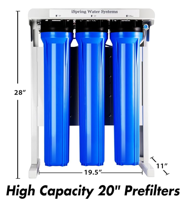 iSpring Water Systems
28"
19.5"
11"
High Capacity 20" Prefilters